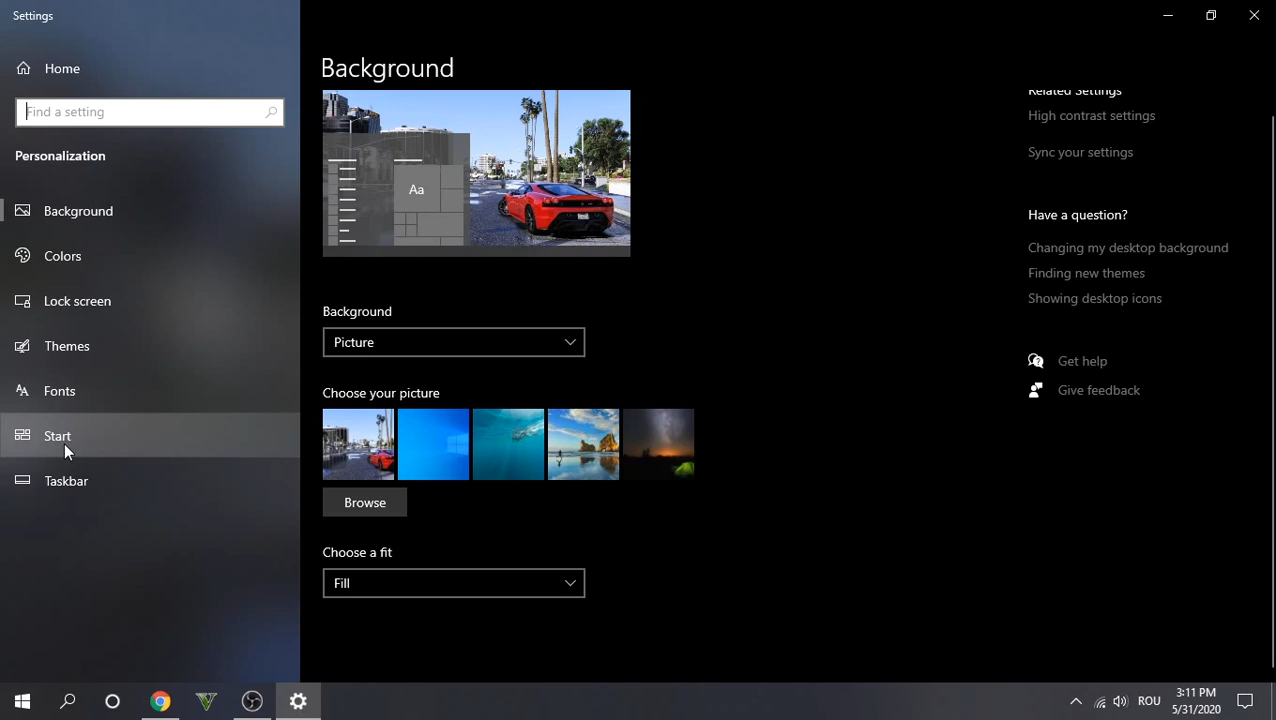 Settings
Home
Find a setting
Personalization
Background
Colors
Lock screen
Themes
Fonts
Start
Taskbar
Background
Aa
Background
Picture
Choose your picture
Browse
Choose a fit
Fill
Related Settings
High contrast settings
Sync your settings
Have a question?
Changing my desktop background
Finding new themes
Showing desktop icons
Get help
Give feedback
ROU
3:11 PM
5/31/2020